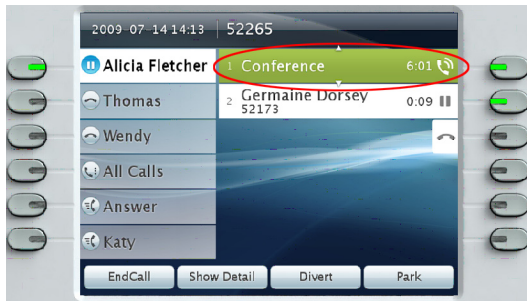 2009-07-14 14:13 52265
Alicia Fletcher
1 Conference 6:01
Thomas
2 Germaine Dorsey 0:09
52173
Wendy
All Calls
Answer
Katy
EndCall Show Detail Divert Park